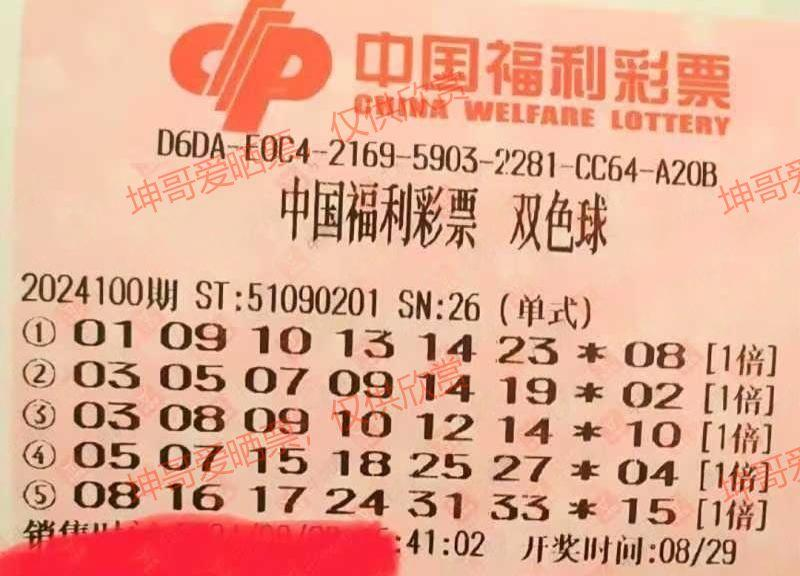 中国福利彩票
CHINA WELFARE LOTTERY
D6DA-E0C4-2169-5903-2281-CC64-A20B
坤哥爱晒票，仅供欣赏
坤哥
中国福利彩票 双色球
2024100期 ST:51090201 SN:26 (单式)
① 01 09 10 13 14 23 * 08 [1倍]
② 03 05 07 09 14 19 * 02 [1倍]
③ 03 08 09 10 12 14 * 10 [1倍]
④ 05 07 15 18 25 27 * 04 [1倍]
坤哥爱晒票，仅供欣赏
坤哥
⑤ 08 16 17 24 31 33 * 15 [1倍]
销售时 :41:02 开奖时间:08/29